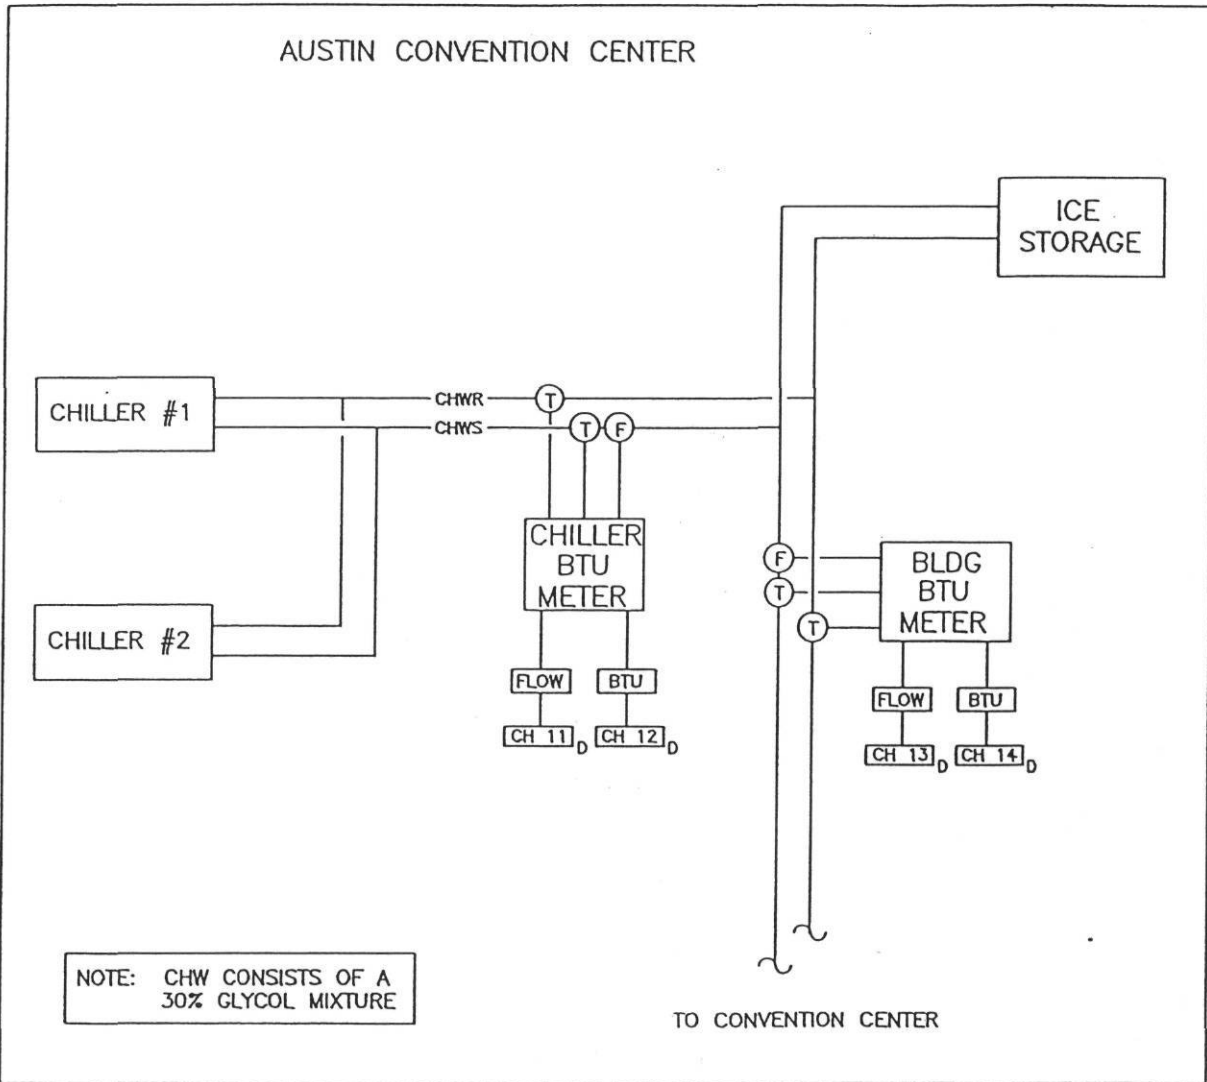 AUSTIN CONVENTION CENTER
ICE
STORAGE
CHILLER #1
CHWR
T
CHWS
T
F
CHILLER
BTU
METER
F
T
T
BLDG
BTU
METER
CHILLER #2
FLOW
BTU
CH 11
D
CH 12
D
FLOW
BTU
CH 13
D
CH 14
D
NOTE: CHW CONSISTS OF A
30% GLYCOL MIXTURE
TO CONVENTION CENTER